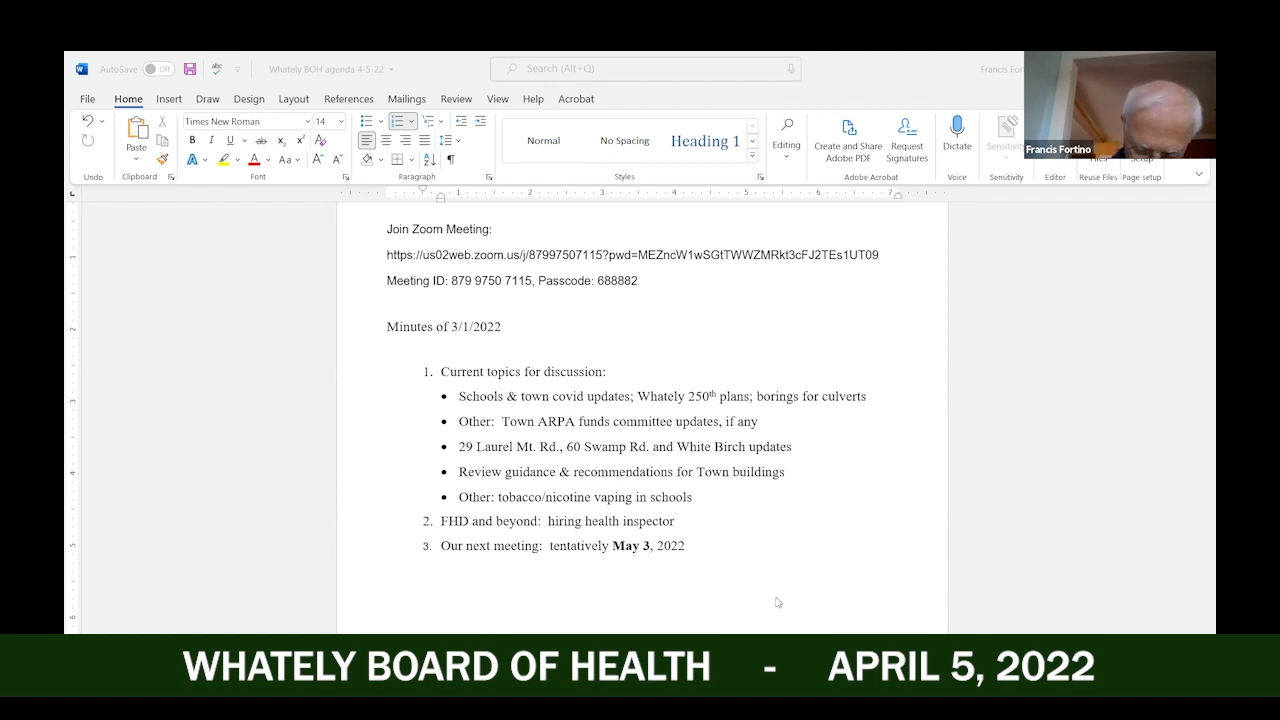 AutoSave Off Whately BOH agenda 4-5-22 Search (Alt+Q)
File Home Insert Draw Design Layout References Mailings Review View Help Acrobat
Times New Roman 14
Normal No Spacing Heading 1
Paste Editing Create and Share Adobe PDF Request Signatures Dictate
Francis Fortino
Undo Clipboard Font Paragraph Styles Adobe Acrobat Voice Sensitivity Editor Reuse Files Page setup
1 2 3 4 5 6 7
Join Zoom Meeting:
https://us02web.zoom.us/j/87997507115?pwd=MEZncW1wSGtTWWZMRkt3cFJ2TEs1UT09
Meeting ID: 879 9750 7115, Passcode: 688882
Minutes of 3/1/2022
1. Current topics for discussion:
• Schools & town covid updates; Whately 250th plans; borings for culverts
• Other: Town ARPA funds committee updates, if any
• 29 Laurel Mt. Rd., 60 Swamp Rd. and White Birch updates
• Review guidance & recommendations for Town buildings
• Other: tobacco/nicotine vaping in schools
2. FHD and beyond: hiring health inspector
3. Our next meeting: tentatively May 3, 2022
WHATELY BOARD OF HEALTH - APRIL 5, 2022